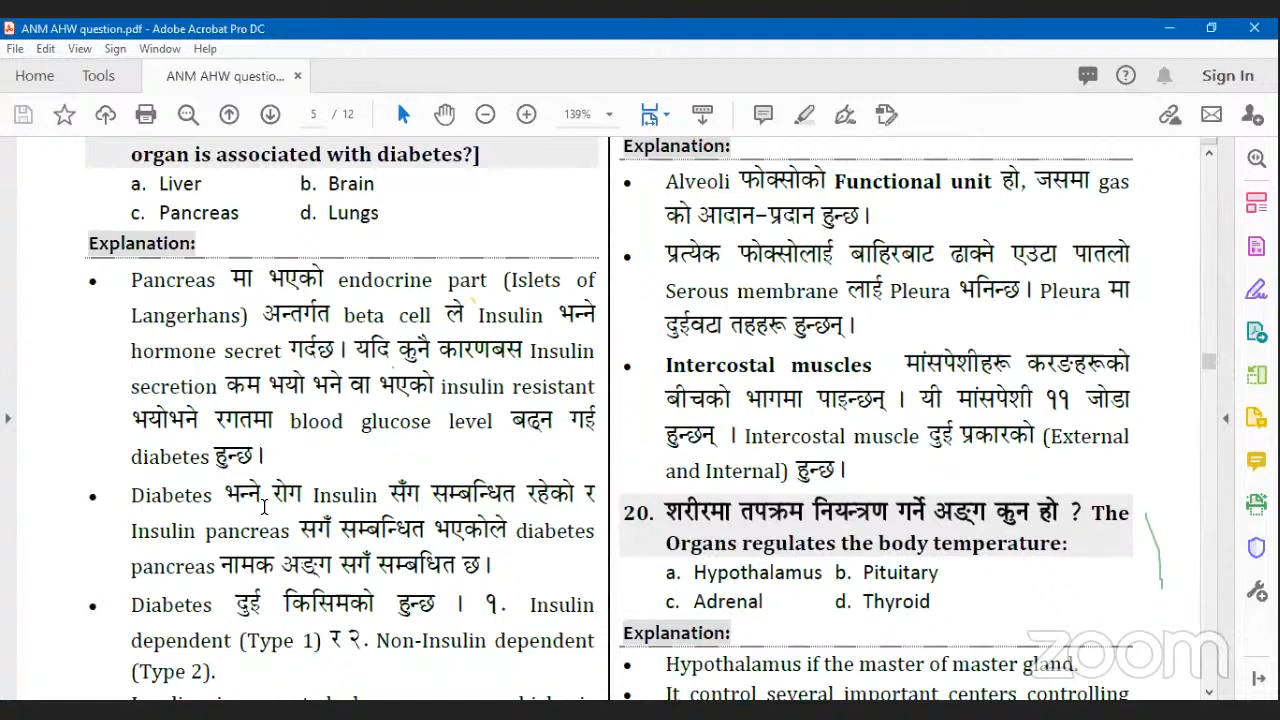 ANM AHW question.pdf - Adobe Acrobat Pro DC
File Edit View Sign Window Help
Home Tools ANM AHW questio... × Sign In
5 / 12 139%
organ is associated with diabetes?]
a. Liver b. Brain
c. Pancreas d. Lungs
Explanation:
• Pancreas मा भएको endocrine part (Islets of
Langerhans) अन्तर्गत beta cell ले Insulin भन्ने
hormone secret गर्दछ। यदि कुनै कारणबस Insulin
secretion कम भयो भने वा भएको insulin resistant
भयोभने रगतमा blood glucose level बढ्न गई
diabetes हुन्छ।
• Diabetes भन्ने रोग Insulin सँग सम्बन्धित रहेको र
Insulin pancreas सगँ सम्बन्धित भएकोले diabetes
pancreas नामक अङ्ग सगँ सम्बधित छ।
• Diabetes दुई किसिमको हुन्छ । १. Insulin
dependent (Type 1) र २. Non-Insulin dependent
(Type 2).
Explanation:
• Alveoli फोक्सोको Functional unit हो, जसमा gas
को आदान-प्रदान हुन्छ।
• प्रत्येक फोक्सोलाई बाहिरबाट ढाक्ने एउटा पातलो
Serous membrane लाई Pleura भनिन्छ। Pleura मा
दुईवटा तहहरू हुन्छन्।
• Intercostal muscles मांसपेशीहरू करङहरूको
बीचको भागमा पाइन्छन् । यी मांसपेशी ११ जोडा
हुन्छन् । Intercostal muscle दुई प्रकारको (External
and Internal) हुन्छ।
20. शरीरमा तपक्रम नियन्त्रण गर्ने अङ्ग कुन हो ? The
Organs regulates the body temperature:
a. Hypothalamus b. Pituitary
c. Adrenal d. Thyroid
Explanation:
• Hypothalamus if the master of master gland.
• It control several important centers controlling
zoom